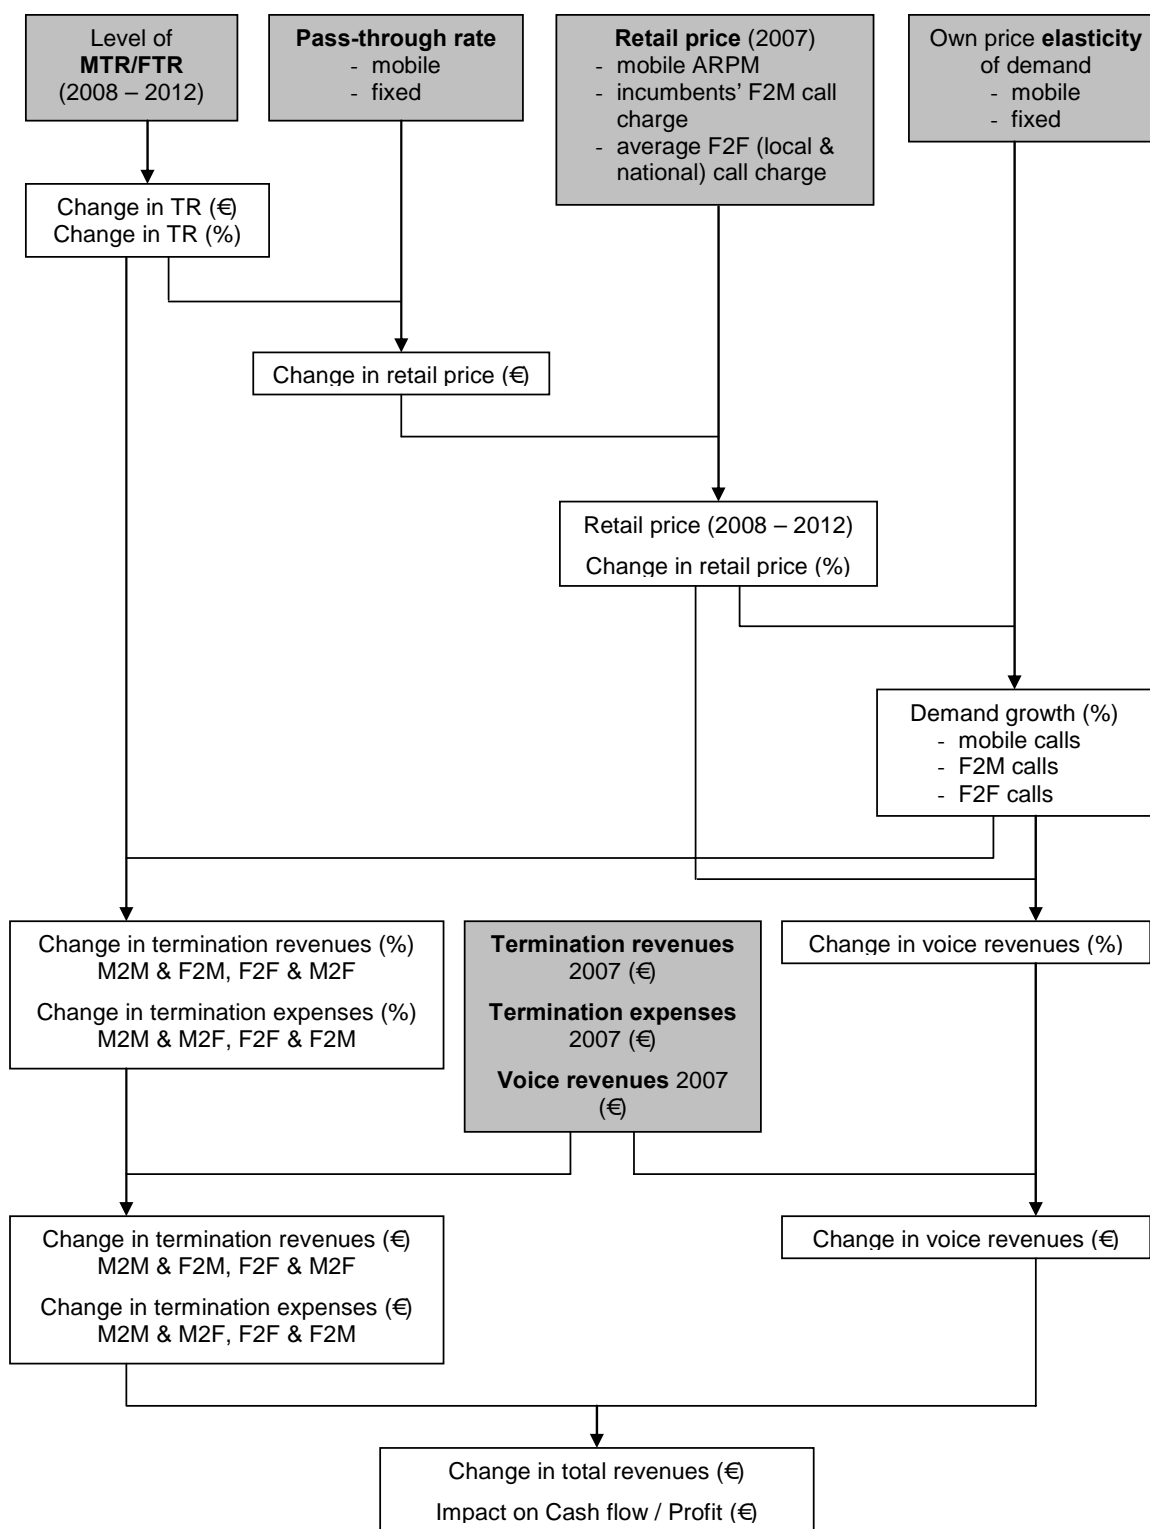 Level of
MTR/FTR
(2008 – 2012)
Pass-through rate
- mobile
- fixed
Retail price (2007)
- mobile ARPM
- incumbents' F2M call
charge
- average F2F (local &
national) call charge
Own price elasticity
of demand
- mobile
- fixed
Change in TR (€)
Change in TR (%)
Change in retail price (€)
Retail price (2008 – 2012)
Change in retail price (%)
Demand growth (%)
- mobile calls
- F2M calls
- F2F calls
Change in termination revenues (%)
M2M & F2M, F2F & M2F
Change in termination expenses (%)
M2M & M2F, F2F & F2M
Termination revenues
2007 (€)
Termination expenses
2007 (€)
Voice revenues 2007
(€)
Change in voice revenues (%)
Change in termination revenues (€)
M2M & F2M, F2F & M2F
Change in termination expenses (€)
M2M & M2F, F2F & F2M
Change in voice revenues (€)
Change in total revenues (€)
Impact on Cash flow / Profit (€)